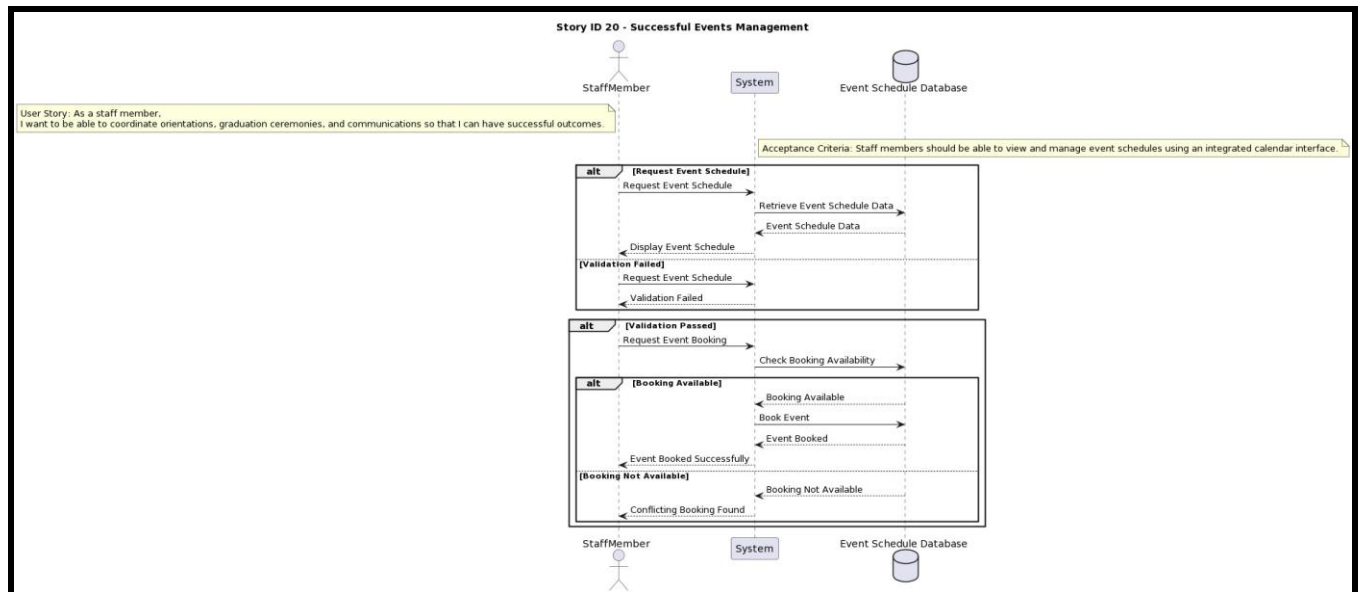 Story ID 20 - Successful Events Management
StaffMember
System
Event Schedule Database
User Story: As a staff member,
I want to be able to coordinate orientations, graduation ceremonies, and communications so that I can have successful outcomes.
Acceptance Criteria: Staff members should be able to view and manage event schedules using an integrated calendar interface.
alt [Request Event Schedule]
Request Event Schedule
Retrieve Event Schedule Data
Event Schedule Data
Display Event Schedule
[Validation Failed]
Request Event Schedule
Validation Failed
alt [Validation Passed]
Request Event Booking
Check Booking Availability
alt [Booking Available]
Booking Available
Book Event
Event Booked
Event Booked Successfully
[Booking Not Available]
Booking Not Available
Conflicting Booking Found
StaffMember
System
Event Schedule Database